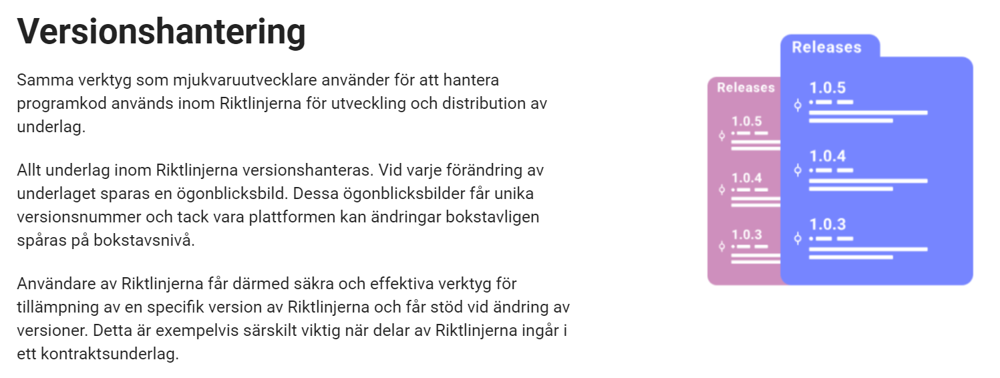 Versionshantering
Samma verktyg som mjukvaruutvecklare använder för att hantera
programkod används inom Riktlinjerna för utveckling och distribution av
underlag.
Allt underlag inom Riktlinjerna versionshanteras. Vid varje förändring av
underlaget sparas en ögonblicksbild. Dessa ögonblicksbilder får unika
versionsnummer och tack vara plattformen kan ändringar bokstavligen
spåras på bokstavsnivå.
Användare av Riktlinjerna får därmed säkra och effektiva verktyg för
tillämpning av en specifik version av Riktlinjerna och får stöd vid ändring av
versioner. Detta är exempelvis särskilt viktig när delar av Riktlinjerna ingår i
ett kontraktsunderlag.
Releases
1.0.5
1.0.4
1.0.3
Releases
1.0.5
1.0.4
1.0.3